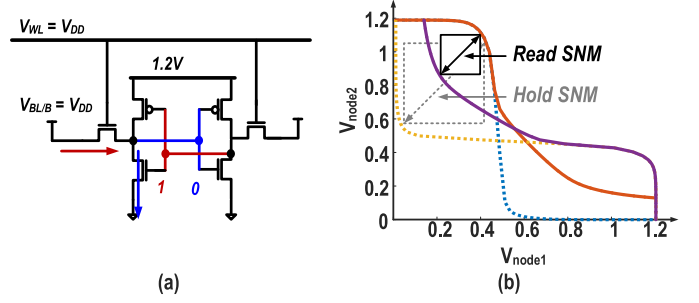 V_WL = V_DD
1.2V
V_BL/B = V_DD
1
0
(a)
V_node2
1.2
1
0.8
0.6
0.4
0.2
0
Read SNM
Hold SNM
0.2
0.4
0.6
0.8
1.0
1.2
V_node1
(b)